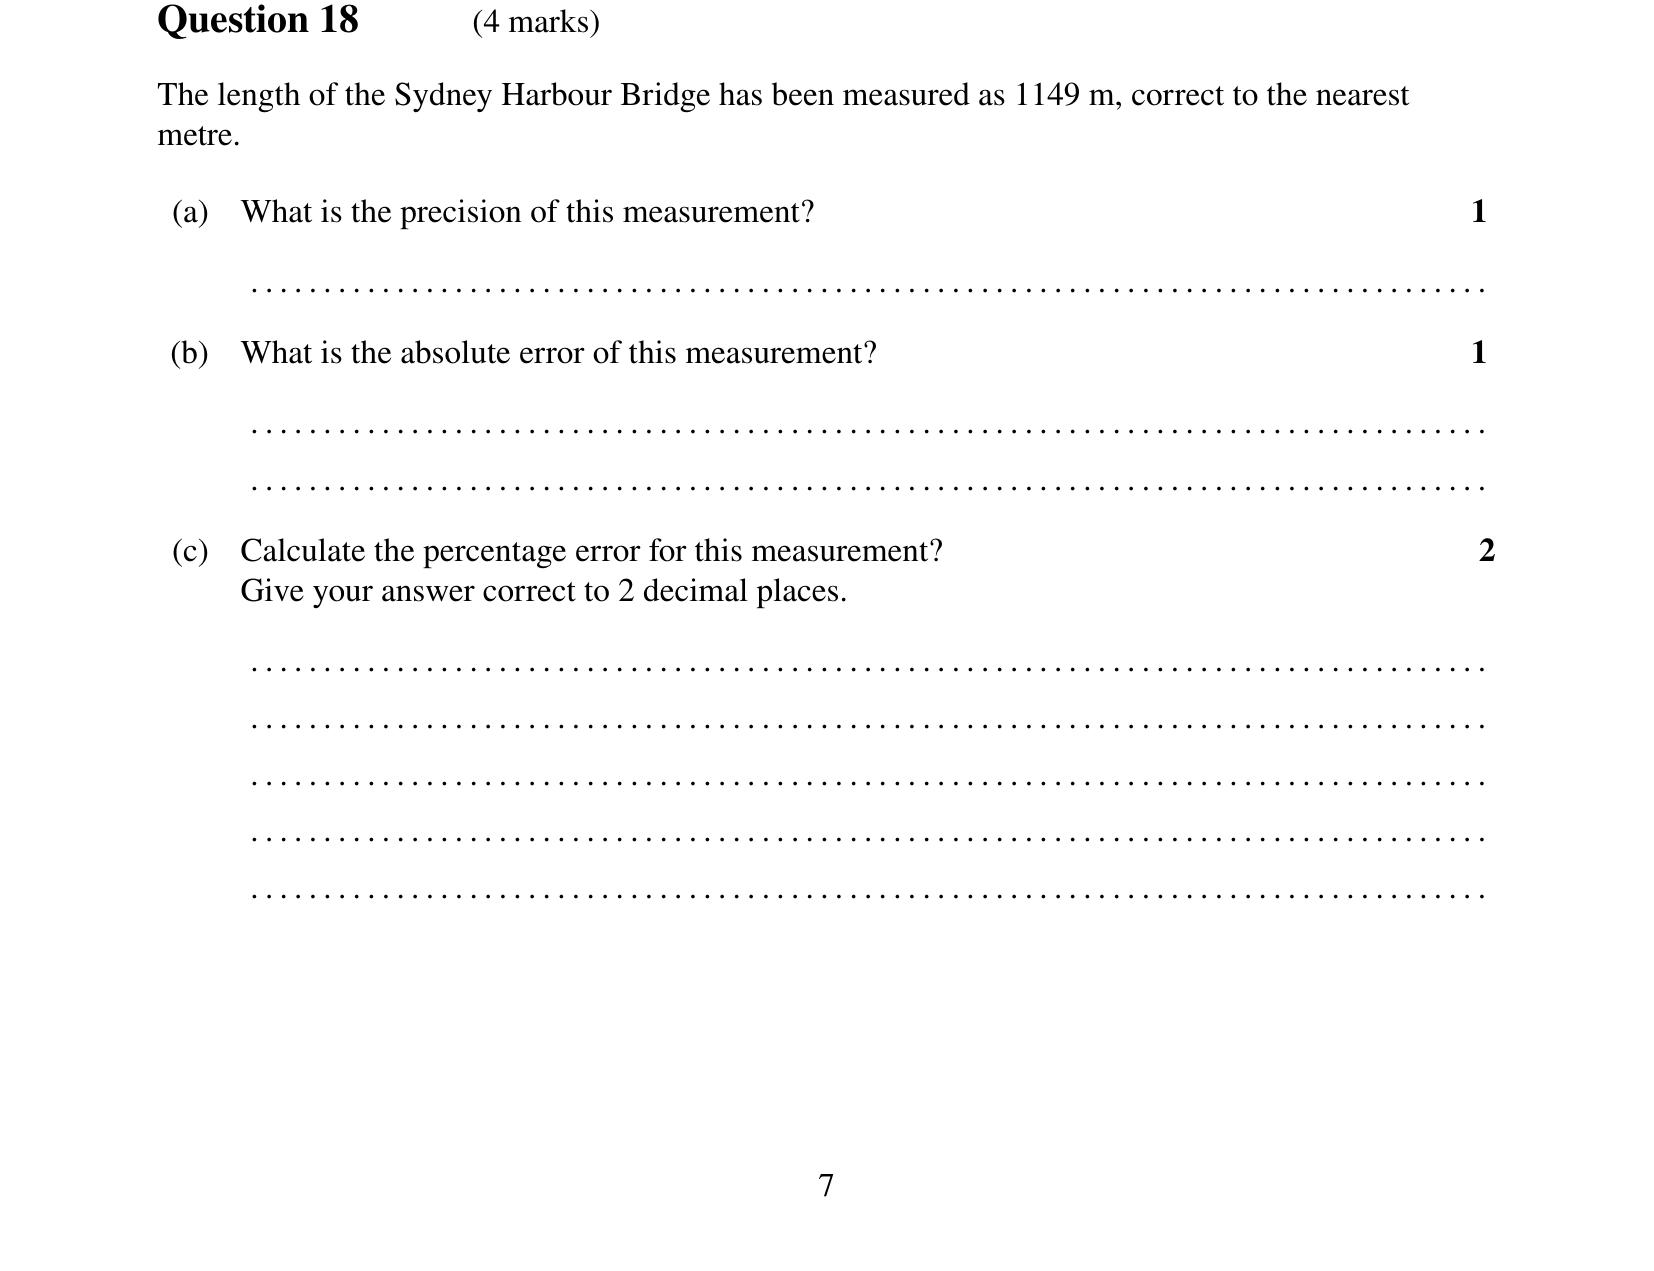 Question 18 (4 marks)
The length of the Sydney Harbour Bridge has been measured as 1149 m, correct to the nearest
metre.
(a) What is the precision of this measurement? 1
.....................................................................................
(b) What is the absolute error of this measurement? 1
.....................................................................................
.....................................................................................
(c) Calculate the percentage error for this measurement? 2
Give your answer correct to 2 decimal places.
.....................................................................................
.....................................................................................
.....................................................................................
.....................................................................................
.....................................................................................
7